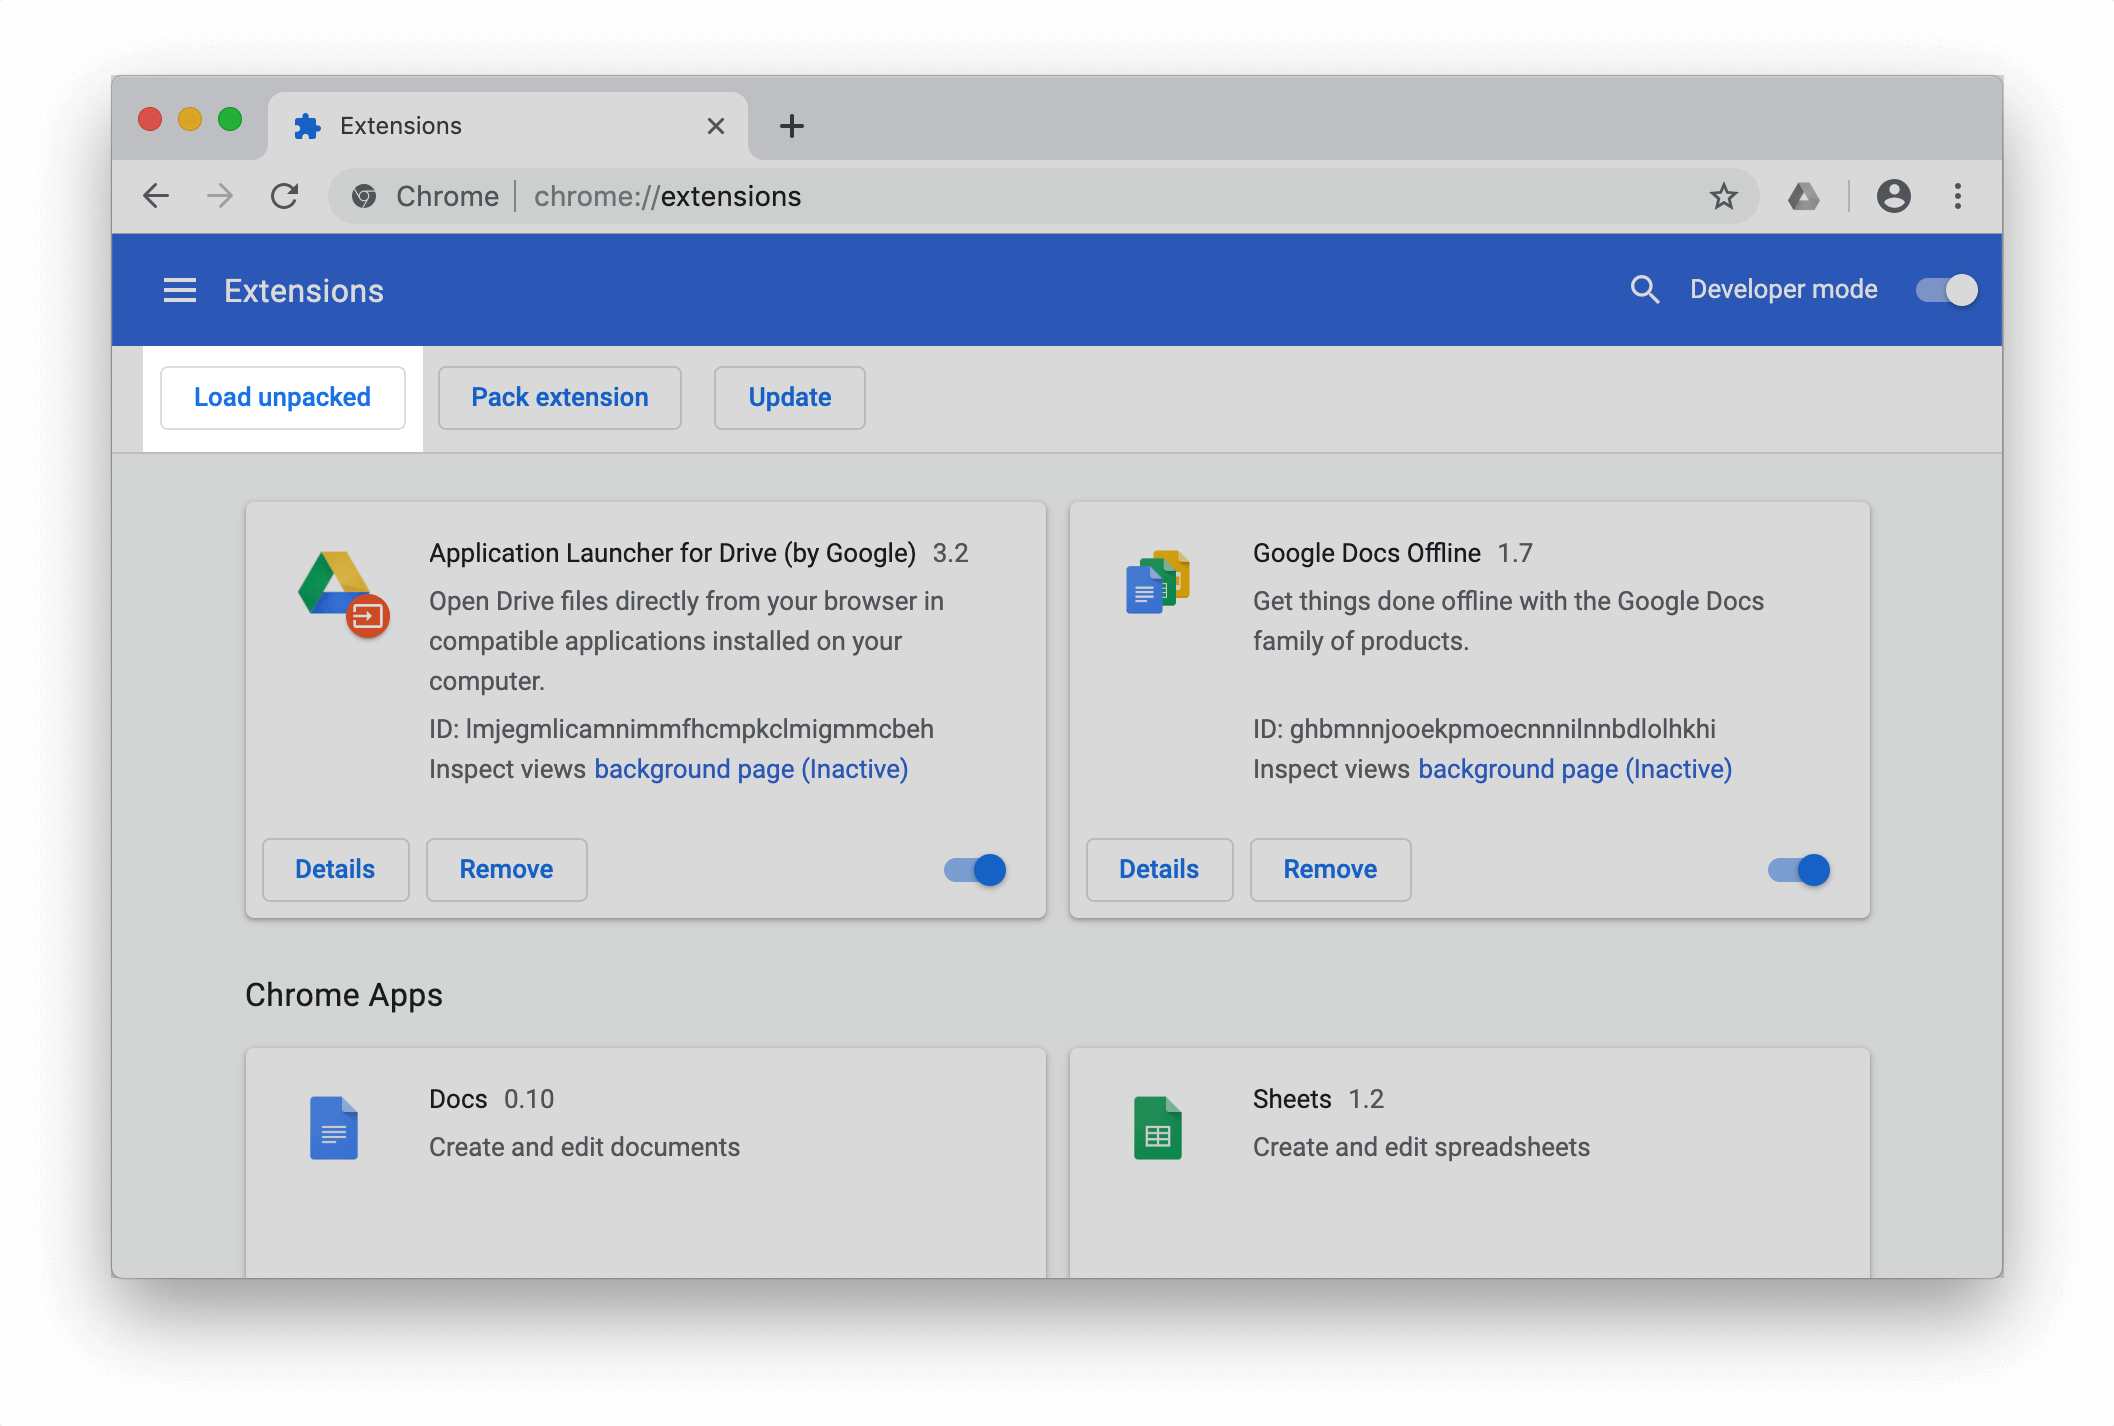 Extensions
Chrome chrome://extensions
Extensions
Developer mode
Load unpacked
Pack extension
Update
Application Launcher for Drive (by Google) 3.2
Open Drive files directly from your browser in
compatible applications installed on your
computer.
ID: lmjegmlicamnimmfhcmpkclmigmmcbeh
Inspect views background page (Inactive)
Details
Remove
Google Docs Offline 1.7
Get things done offline with the Google Docs
family of products.
ID: ghbmnnjooekpmoecnnnilnnbdlolhkhi
Inspect views background page (Inactive)
Details
Remove
Chrome Apps
Docs 0.10
Create and edit documents
Sheets 1.2
Create and edit spreadsheets